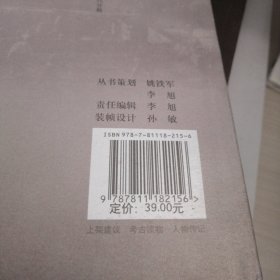 丛书策划 姚铁军
李旭
责任编辑 李旭
装帧设计 孙敏
ISBN 978-7-81118-215-6
9 787811 182156 >
定价：39.00元
上架建议 考古读物 人物传记